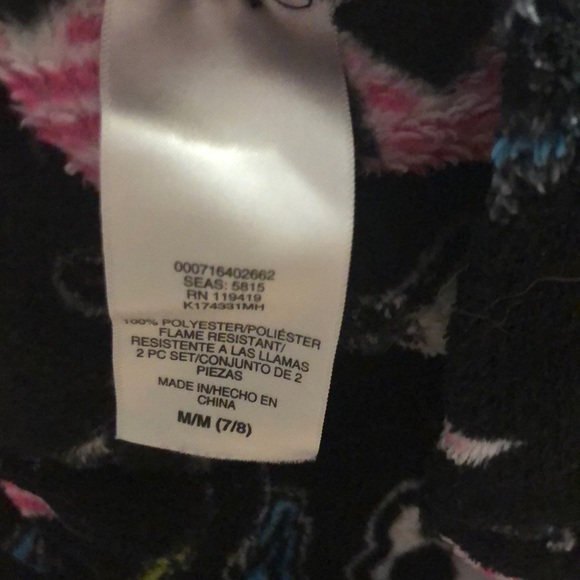 000716402662
SEAS: 5815
RN 119419
K174331MH
100% POLYESTER/POLIÉSTER
FLAME RESISTANT/
RESISTENTE A LAS LLAMAS
2 PC SET/CONJUNTO DE 2
PIEZAS
MADE IN/HECHO EN
CHINA
M/M (7/8)